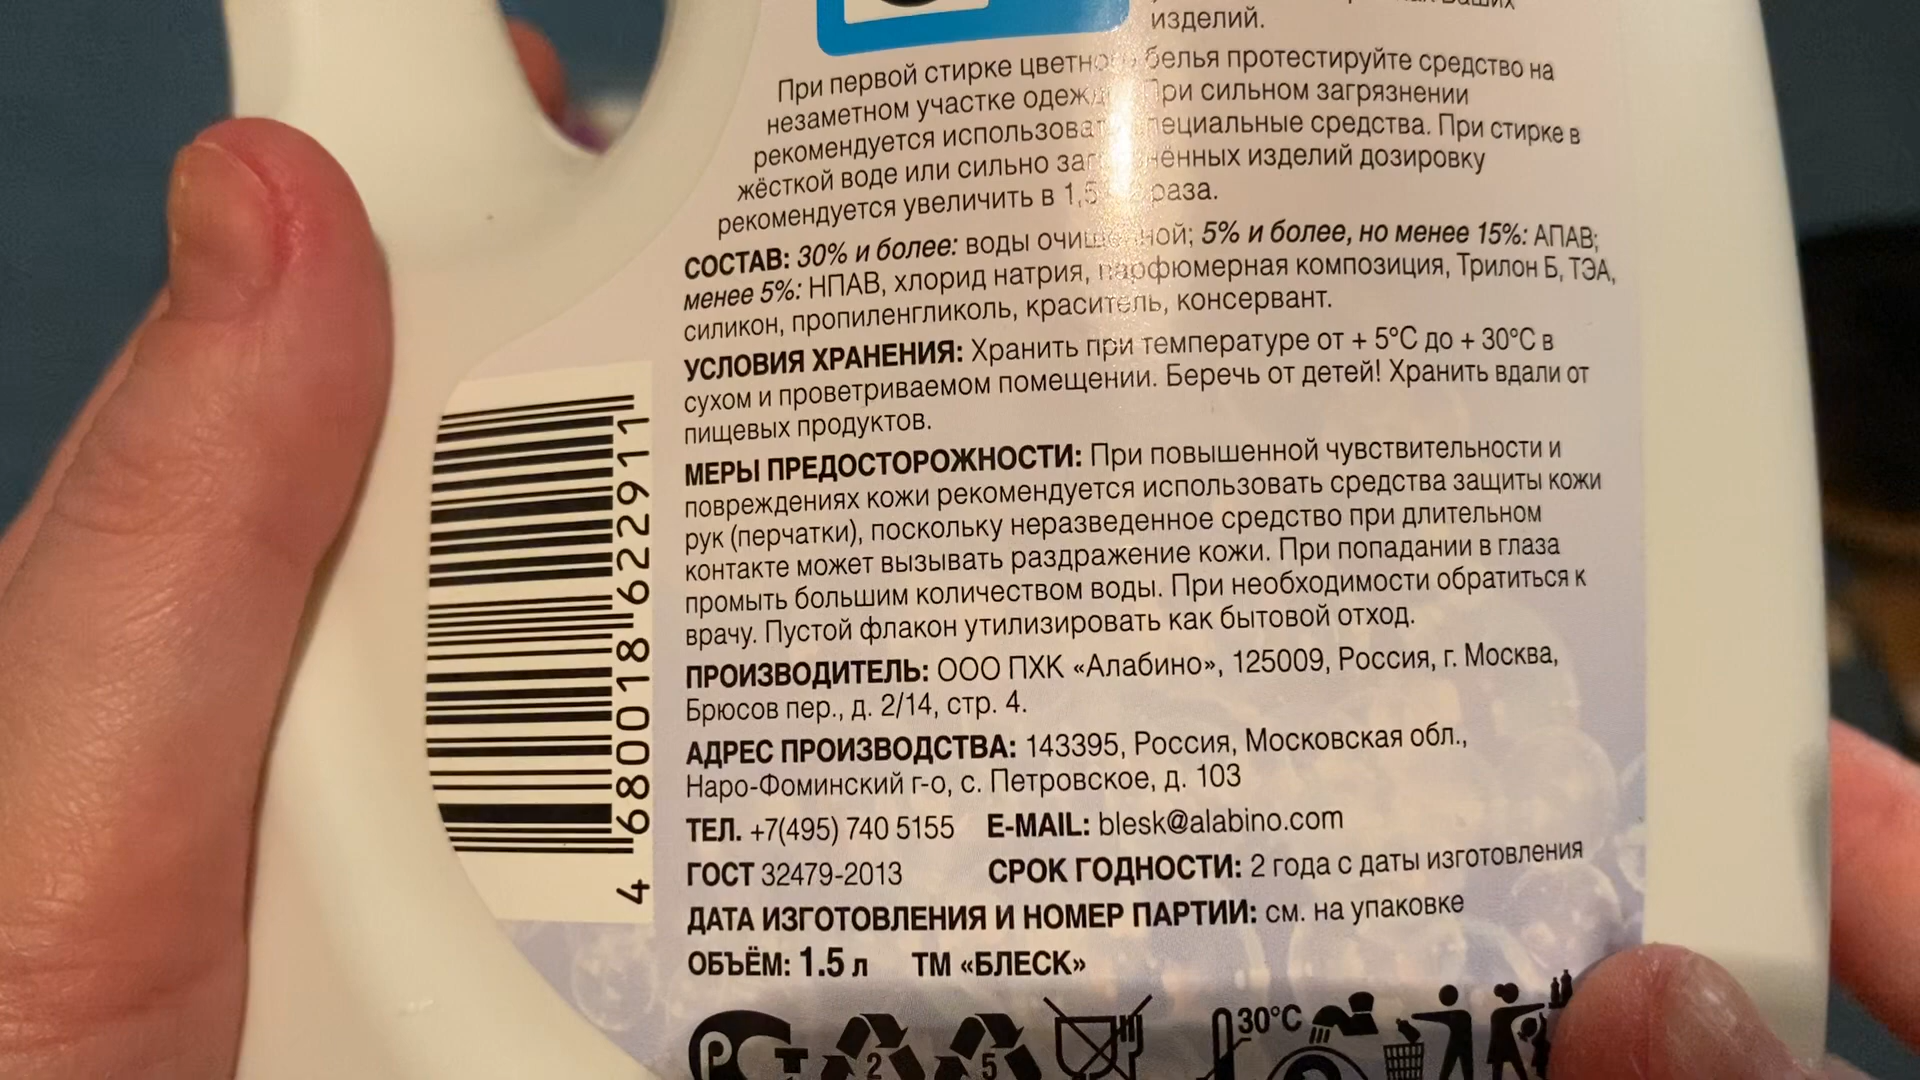 изделий.
При первой стирке цветного белья протестируйте средство на
незаметном участке одежды. При сильном загрязнении
рекомендуется использовать специальные средства. При стирке в
жёсткой воде или сильно загрязнённых изделий дозировку
рекомендуется увеличить в 1,5 раза.
СОСТАВ: 30% и более: воды очищенной; 5% и более, но менее 15%: АПАВ;
менее 5%: НПАВ, хлорид натрия, парфюмерная композиция, Трилон Б, ТЭА,
силикон, пропиленгликоль, краситель, консервант.
УСЛОВИЯ ХРАНЕНИЯ: Хранить при температуре от + 5°С до + 30°С в
сухом и проветриваемом помещении. Беречь от детей! Хранить вдали от
пищевых продуктов.
МЕРЫ ПРЕДОСТОРОЖНОСТИ: При повышенной чувствительности и
повреждениях кожи рекомендуется использовать средства защиты кожи
рук (перчатки), поскольку неразведенное средство при длительном
контакте может вызывать раздражение кожи. При попадании в глаза
промыть большим количеством воды. При необходимости обратиться к
врачу. Пустой флакон утилизировать как бытовой отход.
ПРОИЗВОДИТЕЛЬ: ООО ПХК «Алабино», 125009, Россия, г. Москва,
Брюсов пер., д. 2/14, стр. 4.
АДРЕС ПРОИЗВОДСТВА: 143395, Россия, Московская обл.,
Наро-Фоминский г-о, с. Петровское, д. 103
ТЕЛ. +7(495) 740 5155 E-MAIL: blesk@alabino.com
ГОСТ 32479-2013 СРОК ГОДНОСТИ: 2 года с даты изготовления
ДАТА ИЗГОТОВЛЕНИЯ И НОМЕР ПАРТИИ: см. на упаковке
ОБЪЁМ: 1.5 л ТМ «БЛЕСК»
4 680018 622911
РСТ 2 5 30°C